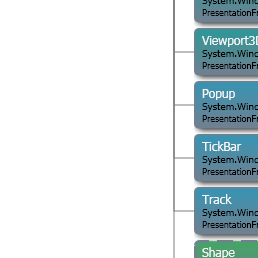 System.Wind
PresentationFr
Viewport3
System.Wind
PresentationFr
Popup
System.Wind
PresentationFr
TickBar
System.Wind
PresentationFr
Track
System.Wind
PresentationFr
Shape